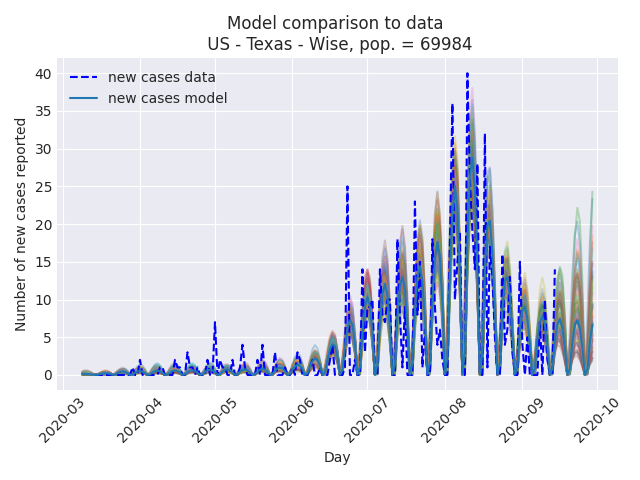 Model comparison to data
US - Texas - Wise, pop. = 69984
new cases data
new cases model
Number of new cases reported
40
35
30
25
20
15
10
5
0
2020-03
2020-04
2020-05
2020-06
2020-07
2020-08
2020-09
2020-10
Day